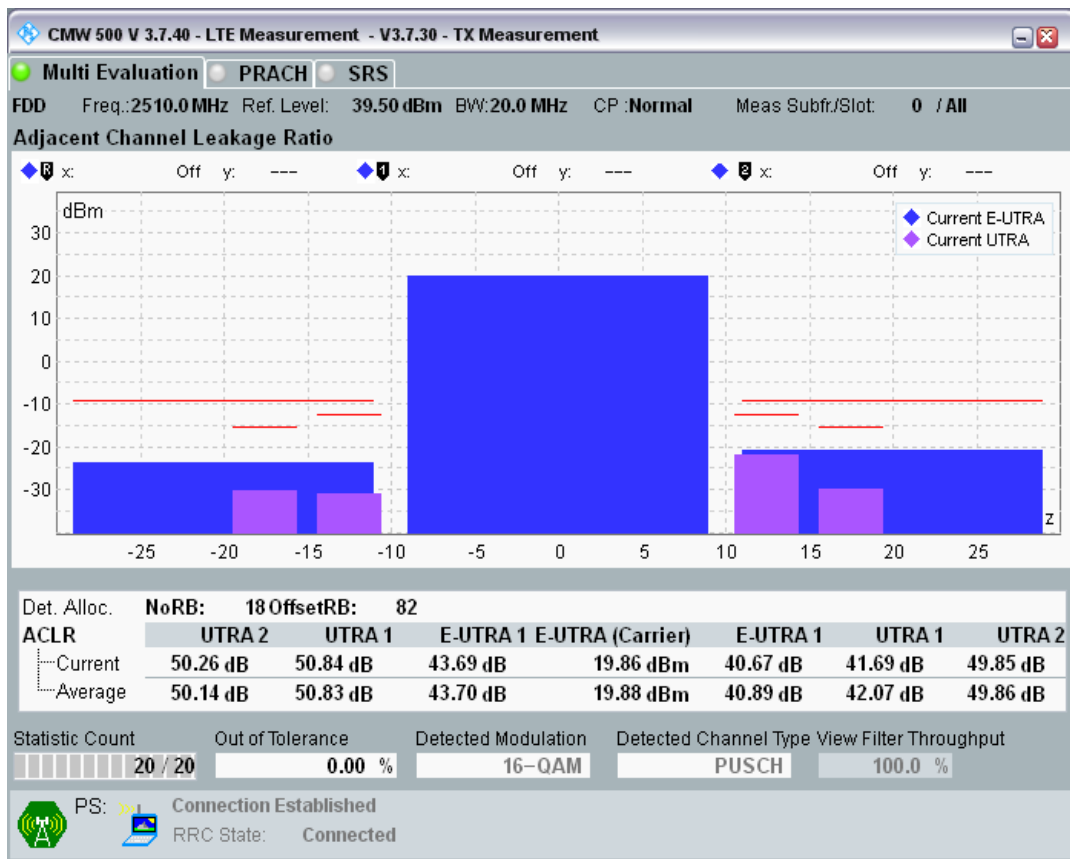 CMW 500 V 3.7.40 - LTE Measurement - V3.7.30 - TX Measurement
Multi Evaluation PRACH SRS
FDD Freq.:2510.0 MHz Ref. Level: 39.50 dBm BW:20.0 MHz CP :Normal Meas Subfr./Slot: 0 / All
Adjacent Channel Leakage Ratio
R x: Off y: --- 1 x: Off y: --- 2 x: Off y: ---
dBm
Current E-UTRA
Current UTRA
30
20
10
0
-10
-20
-30
z
-25 -20 -15 -10 -5 0 5 10 15 20 25
Det. Alloc. NoRB: 18 OffsetRB: 82
ACLR UTRA 2 UTRA 1 E-UTRA 1 E-UTRA (Carrier) E-UTRA 1 UTRA 1 UTRA 2
Current 50.26 dB 50.84 dB 43.69 dB 19.86 dBm 40.67 dB 41.69 dB 49.85 dB
Average 50.14 dB 50.83 dB 43.70 dB 19.88 dBm 40.89 dB 42.07 dB 49.86 dB
Statistic Count Out of Tolerance Detected Modulation Detected Channel Type View Filter Throughput
20 / 20 0.00 % 16-QAM PUSCH 100.0 %
PS: Connection Established
RRC State: Connected